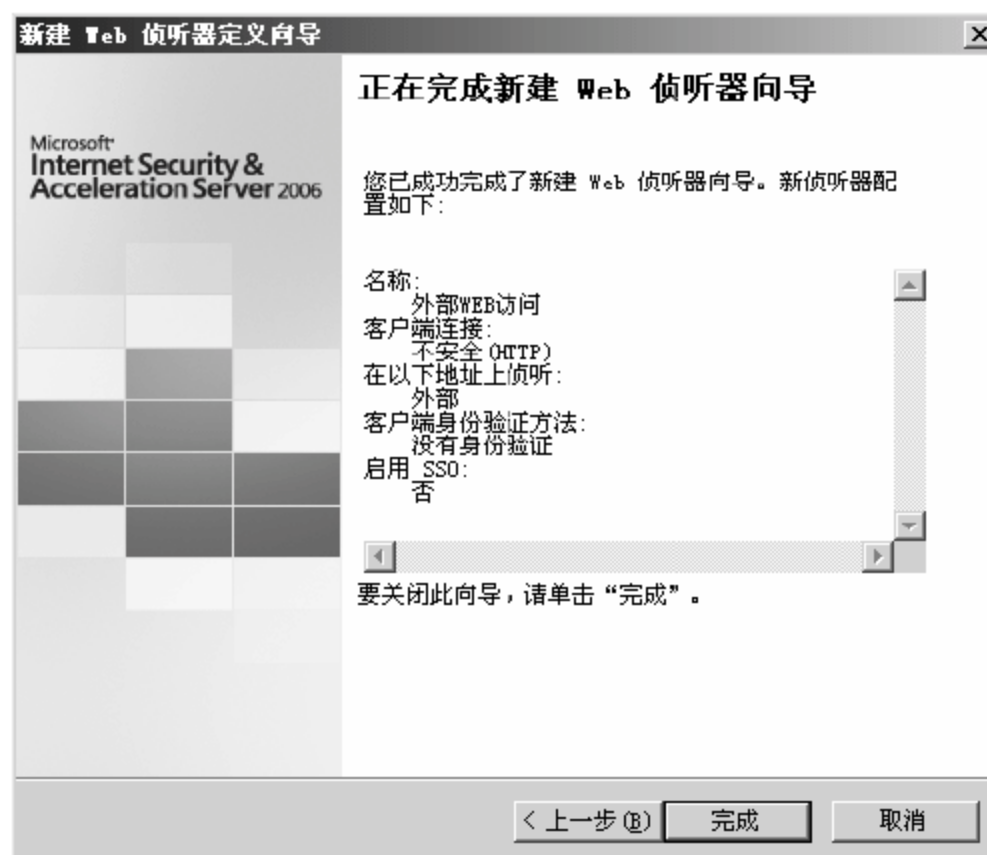 新建 Web 侦听器定义向导
正在完成新建 Web 侦听器向导
Microsoft
Internet Security &
Acceleration Server 2006
您已成功完成了新建 Web 侦听器向导。新侦听器配
置如下:
名称:
外部WEB访问
客户端连接:
不安全(HTTP)
在以下地址上侦听:
外部
客户端身份验证方法:
没有身份验证
启用 SSO:
否
要关闭此向导，请单击“完成”。
< 上一步(B)
完成
取消